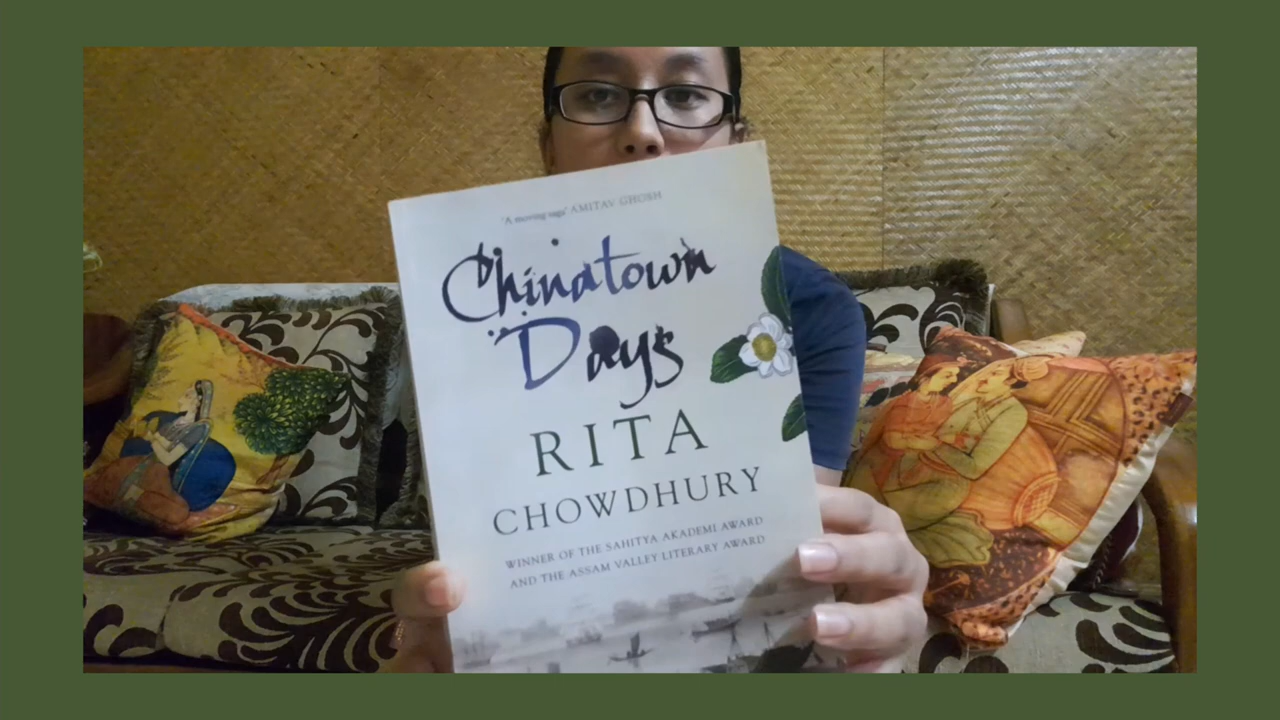 'A moving saga' AMITAV GHOSH
Chinatown
Days
RITA
CHOWDHURY
WINNER OF THE SAHITYA AKADEMI AWARD
AND THE ASSAM VALLEY LITERARY AWARD